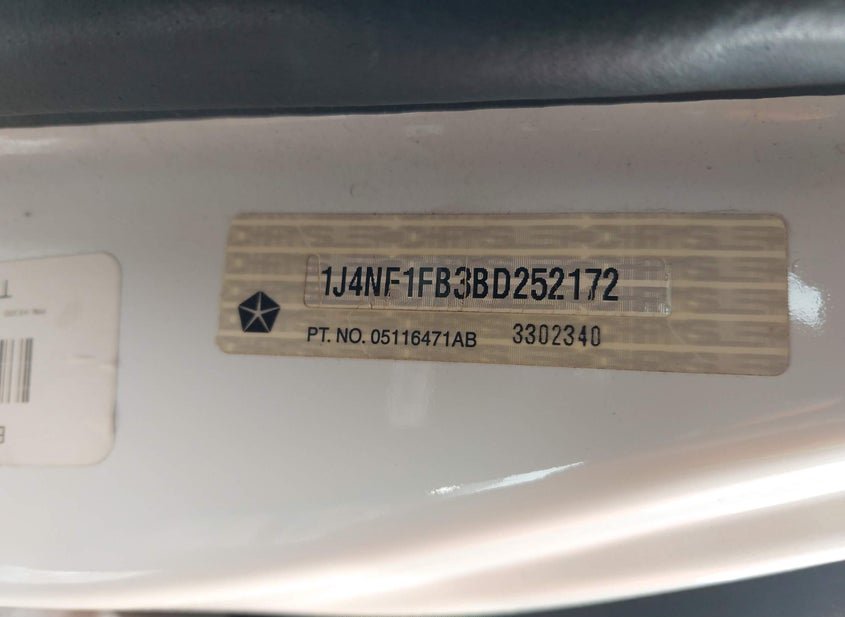 1J4NF1FB3BD252172
PT. NO. 05116471AB 3302340